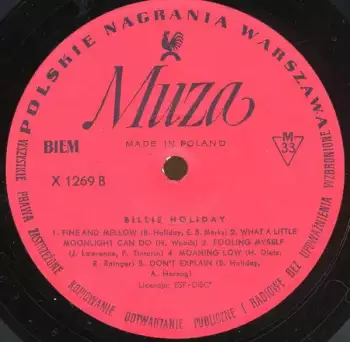 POLSKIE NAGRANIA WARSZAWA
Muza
MADE IN POLAND
BIEM
M
33
X 1269 B
BILLIE HOLIDAY
1. FINE AND MELLOW (B. Holiday, E. B. Marks) 2. WHAT A LITTLE
MOONLIGHT CAN DO (H. Woods) 3. FOOLING MYSELF
(J. Lawrence, P. Tinturin) 4. MOANING LOW (H. Dietz,
R. Rainger) 5. DON'T EXPLAIN (B. Holiday,
A. Herzog)
Licencja: ESF-DISC?
WSZELKIE PRAWA ZASTRZEŻONE KOPIOWANIE ODTWARZANIE PUBLICZNE I RADIOWE BEZ UPOWAŻNIENIA WZBRONIONE